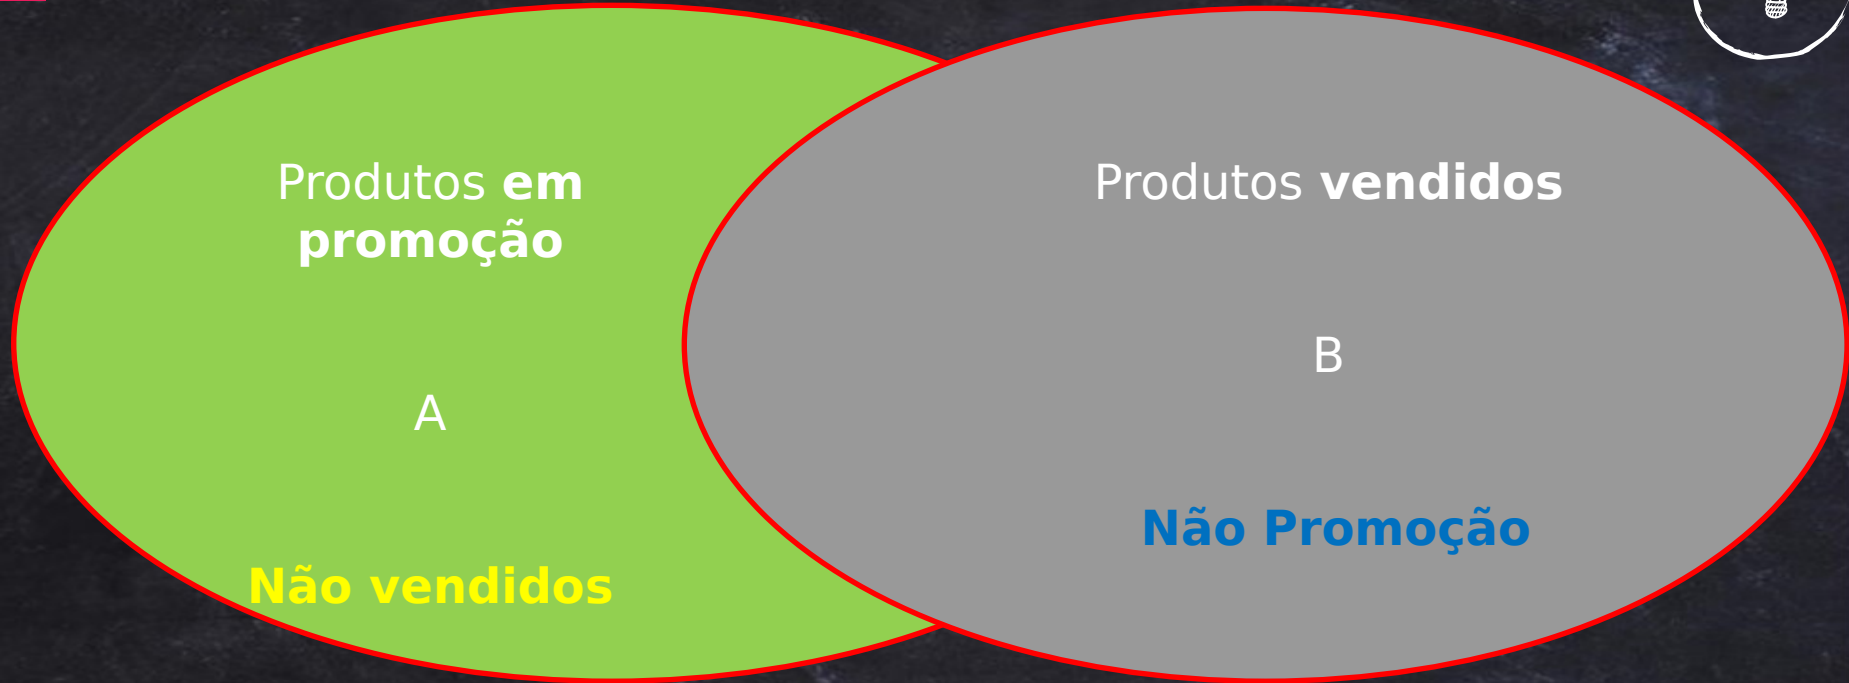 Produtos em
promoção
A
Não vendidos
Produtos vendidos
B
Não Promoção